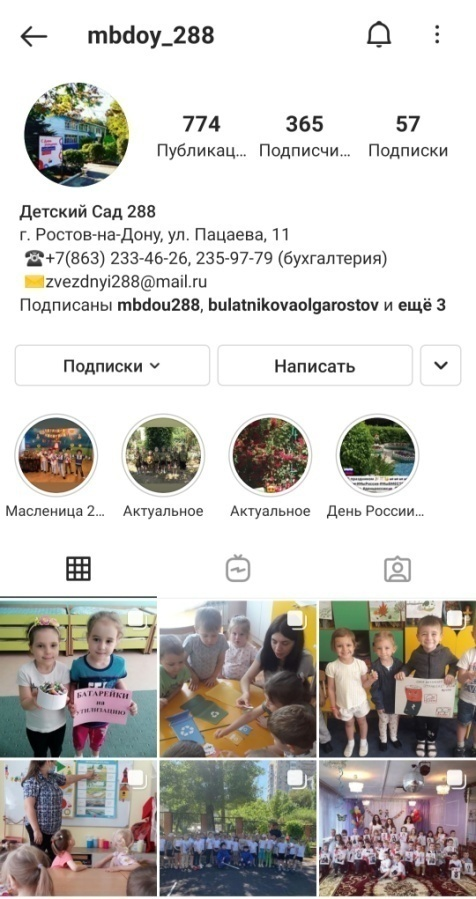 mbdoy_288
774
365
57
Публикац...
Подписчи...
Подписки
Детский Сад 288
г. Ростов-на-Дону, ул. Пацаева, 11
☎+7(863) 233-46-26, 235-97-79 (бухгалтерия)
✉zvezdnyi288@mail.ru
Подписаны mbdou288, bulatnikovaolgarostov и ещё 3
Подписки
Написать
Масленица 2...
Актуальное
Актуальное
День России...
БАТАРЕЙКИ
на
УТИЛИЗАЦИЮ